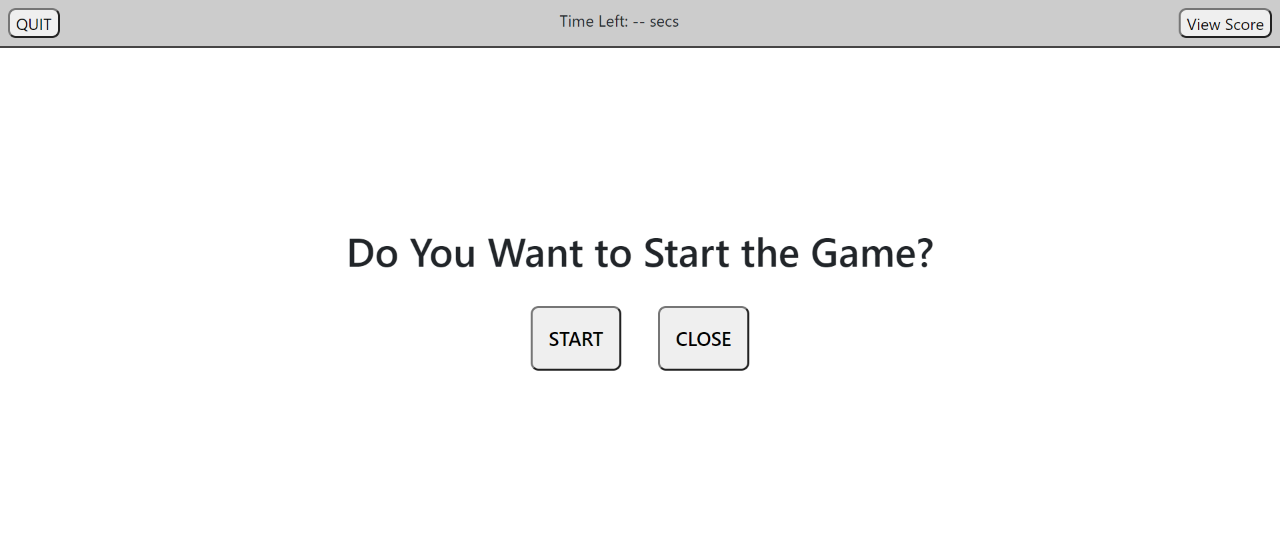 QUIT
Time Left: -- secs
View Score
Do You Want to Start the Game?
START
CLOSE